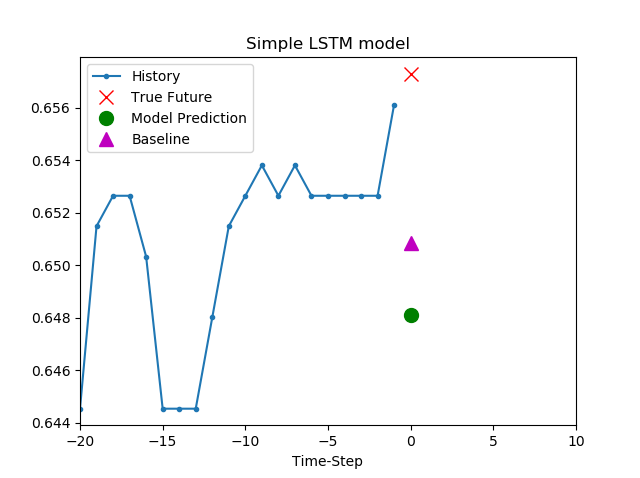 Simple LSTM model
History
True Future
Model Prediction
Baseline
0.656
0.654
0.652
0.650
0.648
0.646
0.644
−20 −15 −10 −5 0 5 10
Time-Step